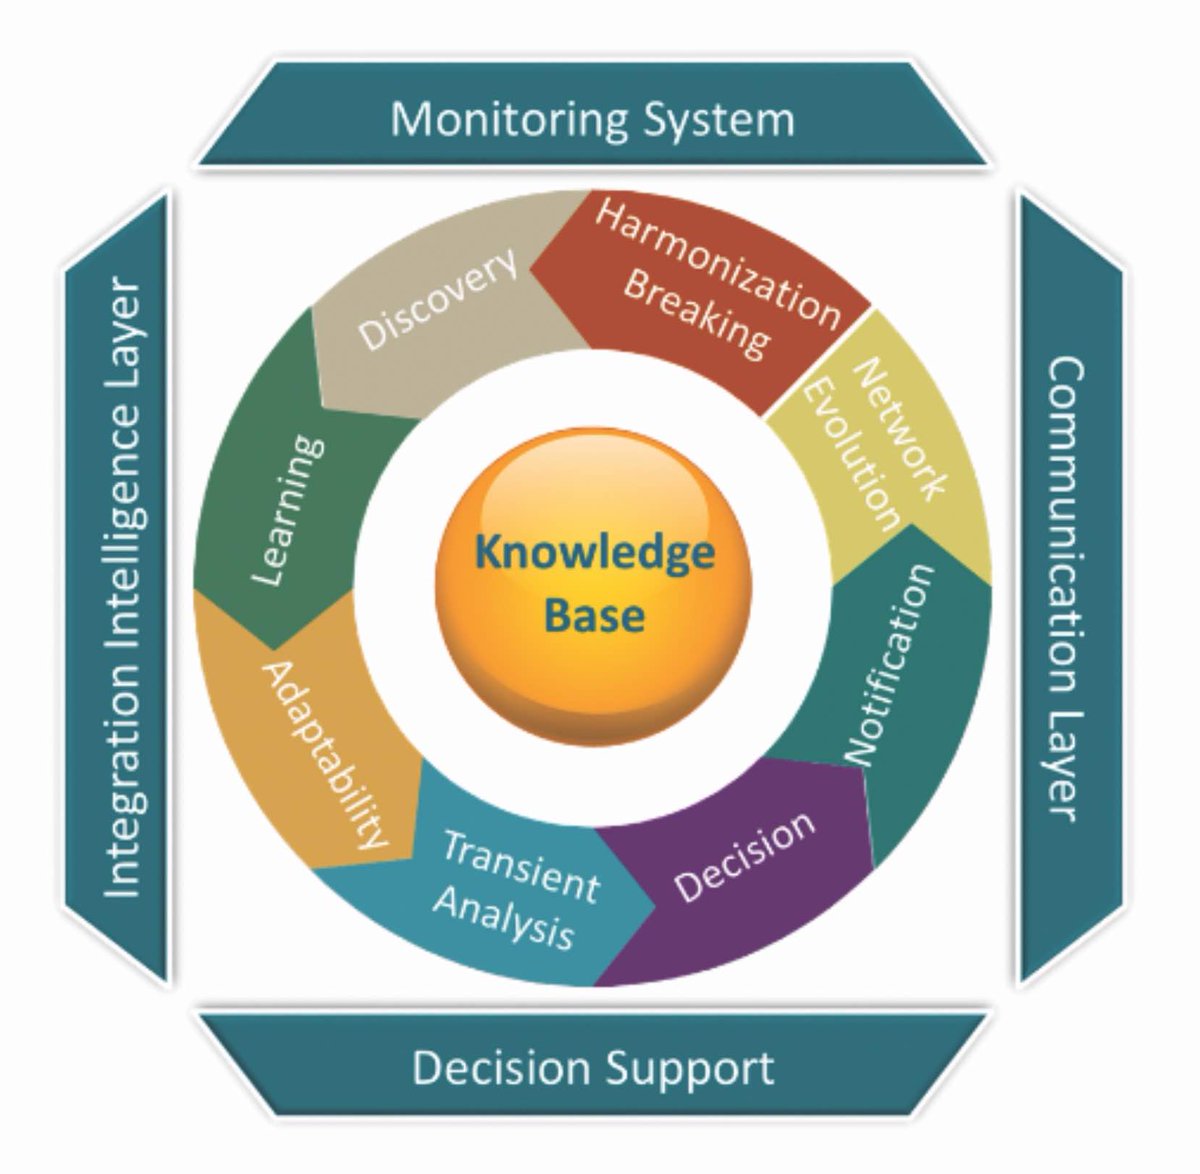 Monitoring System
Harmonization
Breaking
Discovery
Network
Evolution
Learning
Knowledge
Base
Notification
Adaptability
Transient
Analysis
Decision
Integration Intelligence Layer
Communication Layer
Decision Support